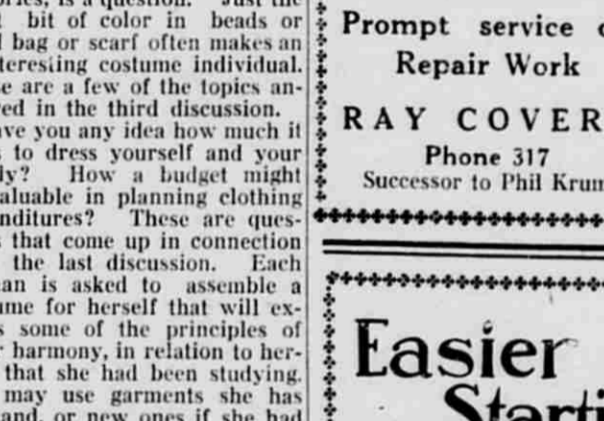 is a question. Just the
bit of color in beads or
bag or scarf often makes an
teresting costume individual.
e are a few of the topics an-
ed in the third discussion.
ave you any idea how much it
to dress yourself and your
ly? How a budget might
aluable in planning clothing
nditures? These are ques-
that come up in connection
the last discussion. Each
an is asked to assemble a
ume for herself that will ex-
s some of the principles of
r harmony, in relation to her-
that she had been studying.
may use garments she has
and, or new ones if she had
Prompt service
Repair Work
RAY COVER
Phone 317
Successor to Phil Krum
Easier
Starti